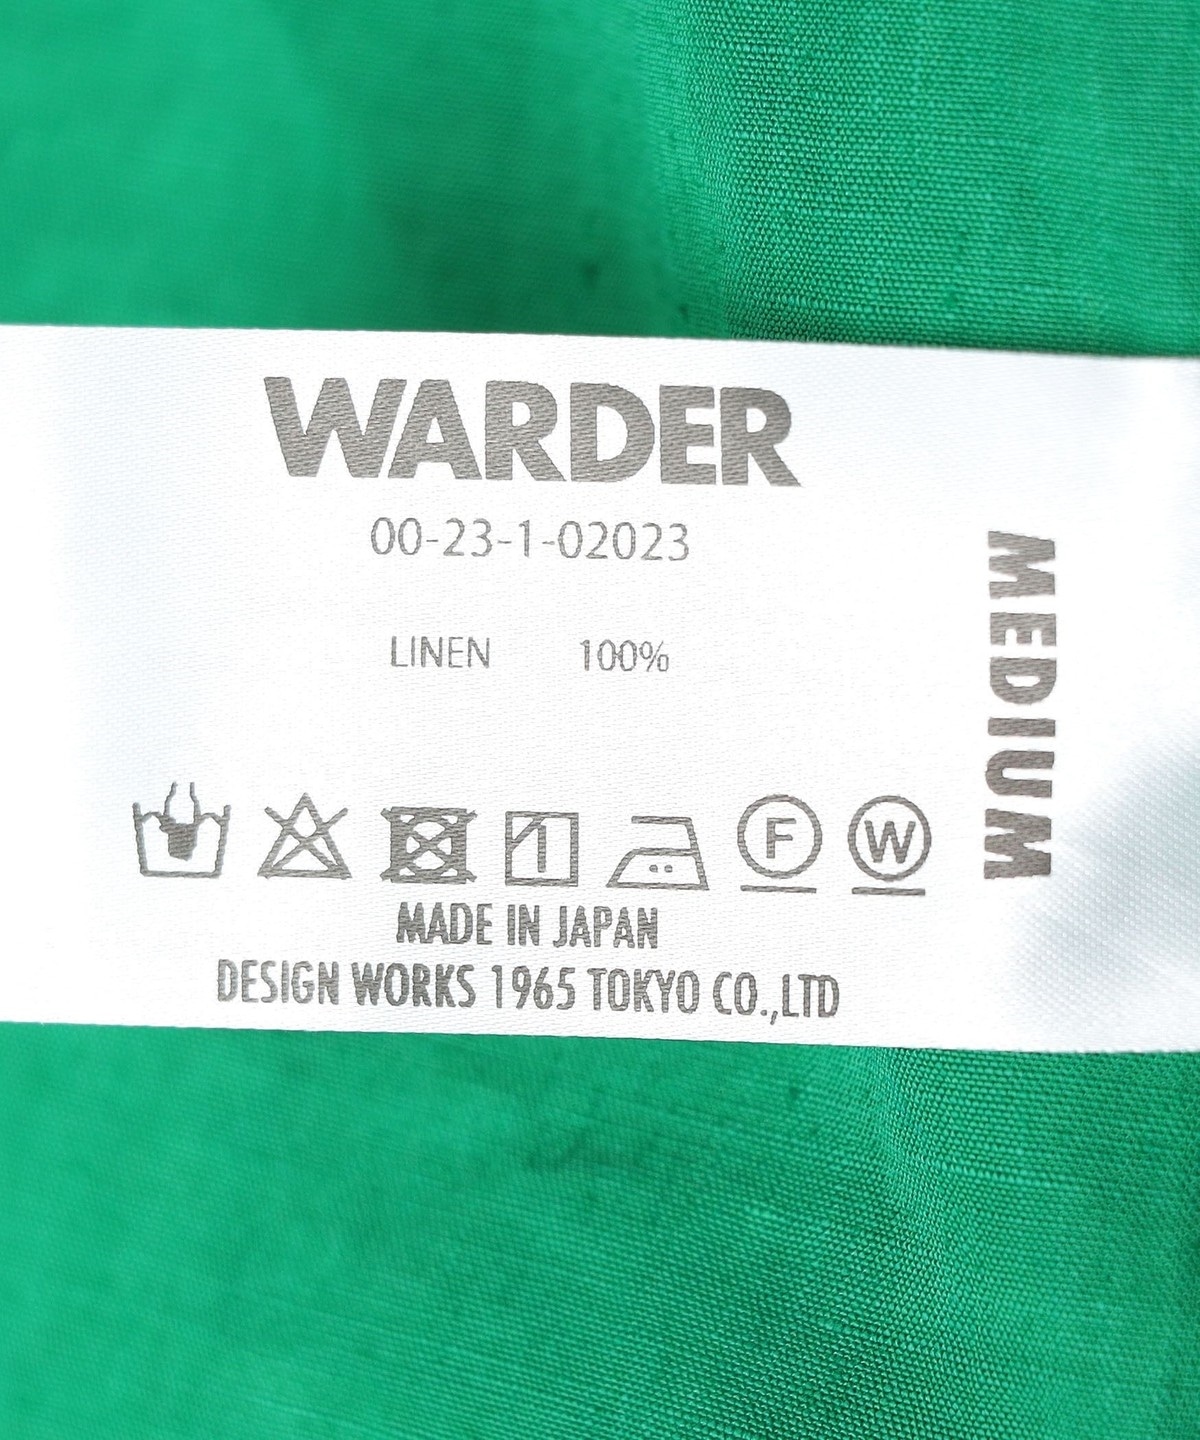 WARDER
00-23-1-02023
LINEN 100%
MEDIUM
F W
MADE IN JAPAN
DESIGN WORKS 1965 TOKYO CO.,LTD